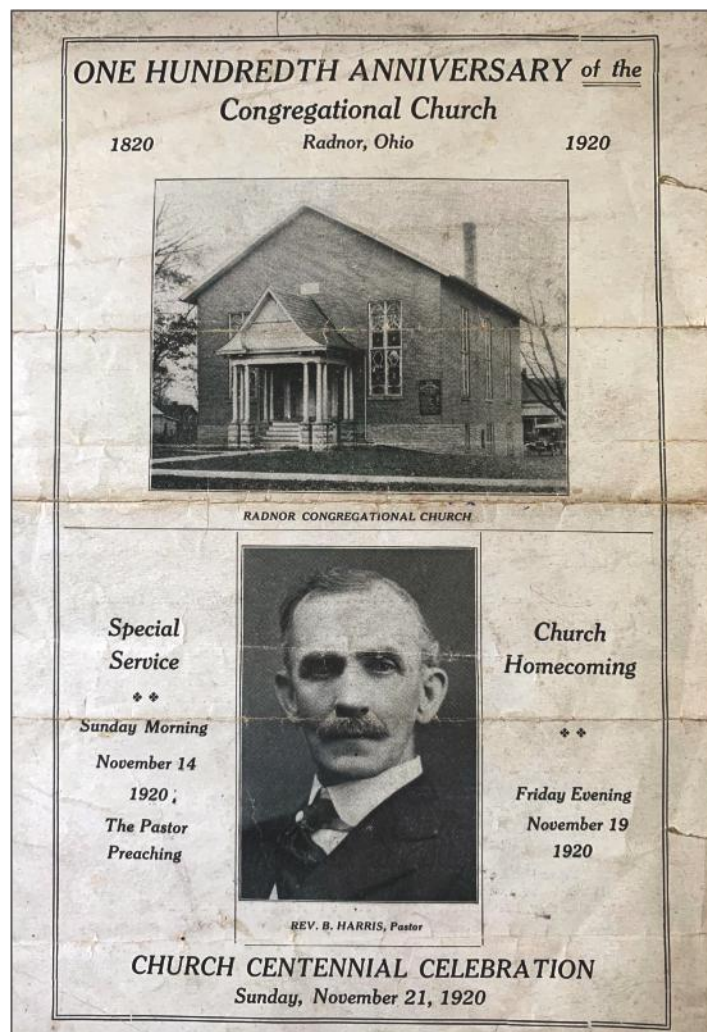 ONE HUNDREDTH ANNIVERSARY of the
Congregational Church
1820 Radnor, Ohio 1920
RADNOR CONGREGATIONAL CHURCH
Special
Service
Sunday Morning
November 14
1920
The Pastor
Preaching
REV. B. HARRIS, Pastor
Church
Homecoming
Friday Evening
November 19
1920
CHURCH CENTENNIAL CELEBRATION
Sunday, November 21, 1920